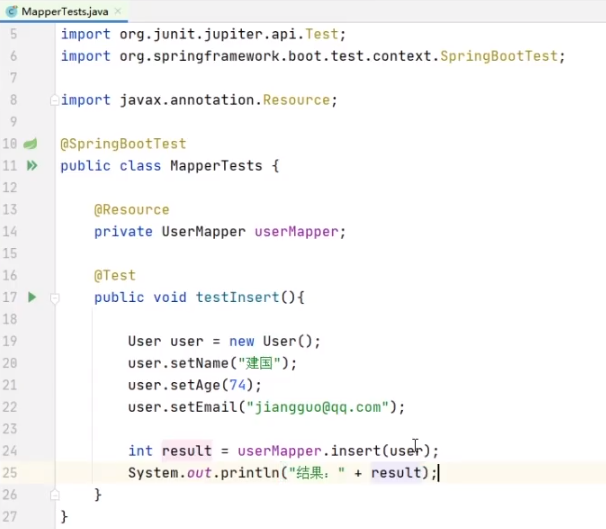 MapperTests.java
5 import org.junit.jupiter.api.Test;
6 import org.springframework.boot.test.context.SpringBootTest;
7
8 import javax.annotation.Resource;
9
10 @SpringBootTest
11 public class MapperTests {
12
13 @Resource
14 private UserMapper userMapper;
15
16 @Test
17 public void testInsert(){
18
19 User user = new User();
20 user.setName("建国");
21 user.setAge(74);
22 user.setEmail("jiangguo@qq.com");
23
24 int result = userMapper.insert(user);
25 System.out.println("结果：" + result);
26 }
27 }